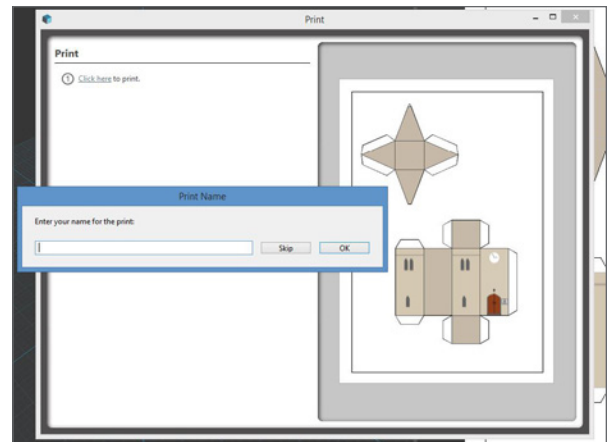 Print
Print
1 Click here to print.
Print Name
Enter your name for the print:
Skip
OK